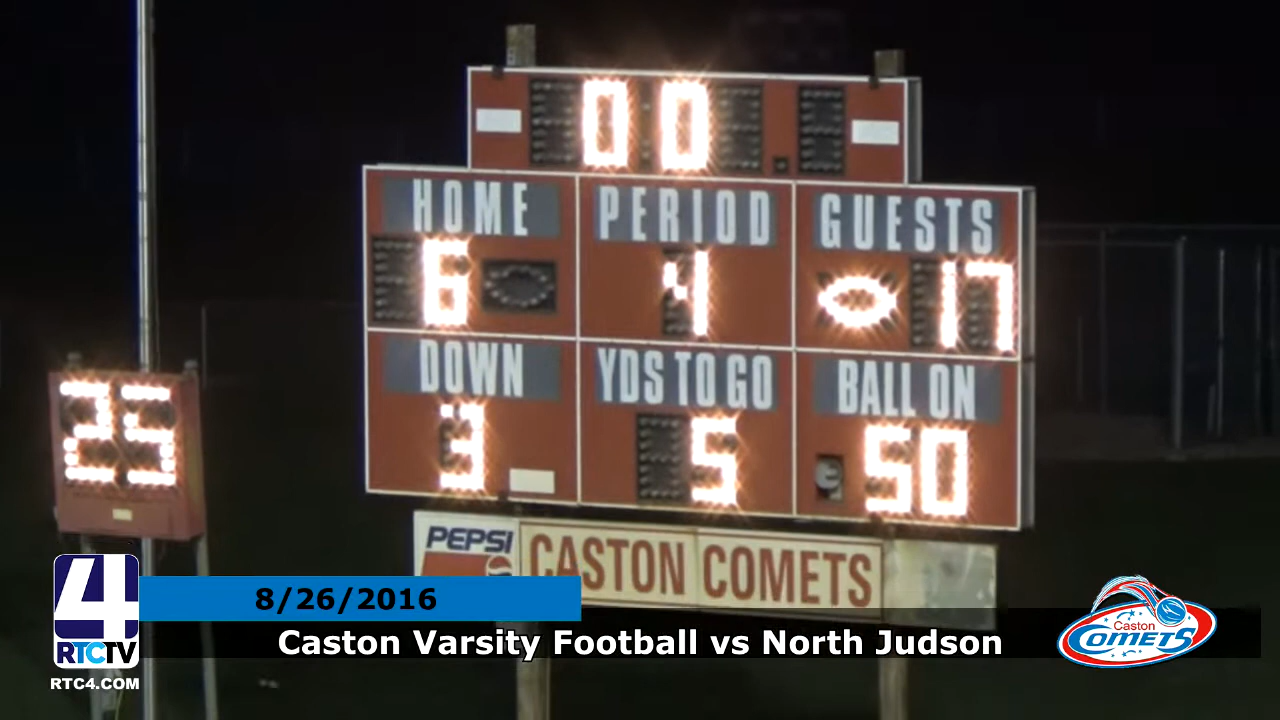 00
HOME PERIOD GUESTS
6 4 17
DOWN YDS TO GO BALL ON
3 5 50
25
PEPSI CASTON COMETS
4
RTCTV
RTC4.COM
8/26/2016
Caston Varsity Football vs North Judson
Caston
COMETS